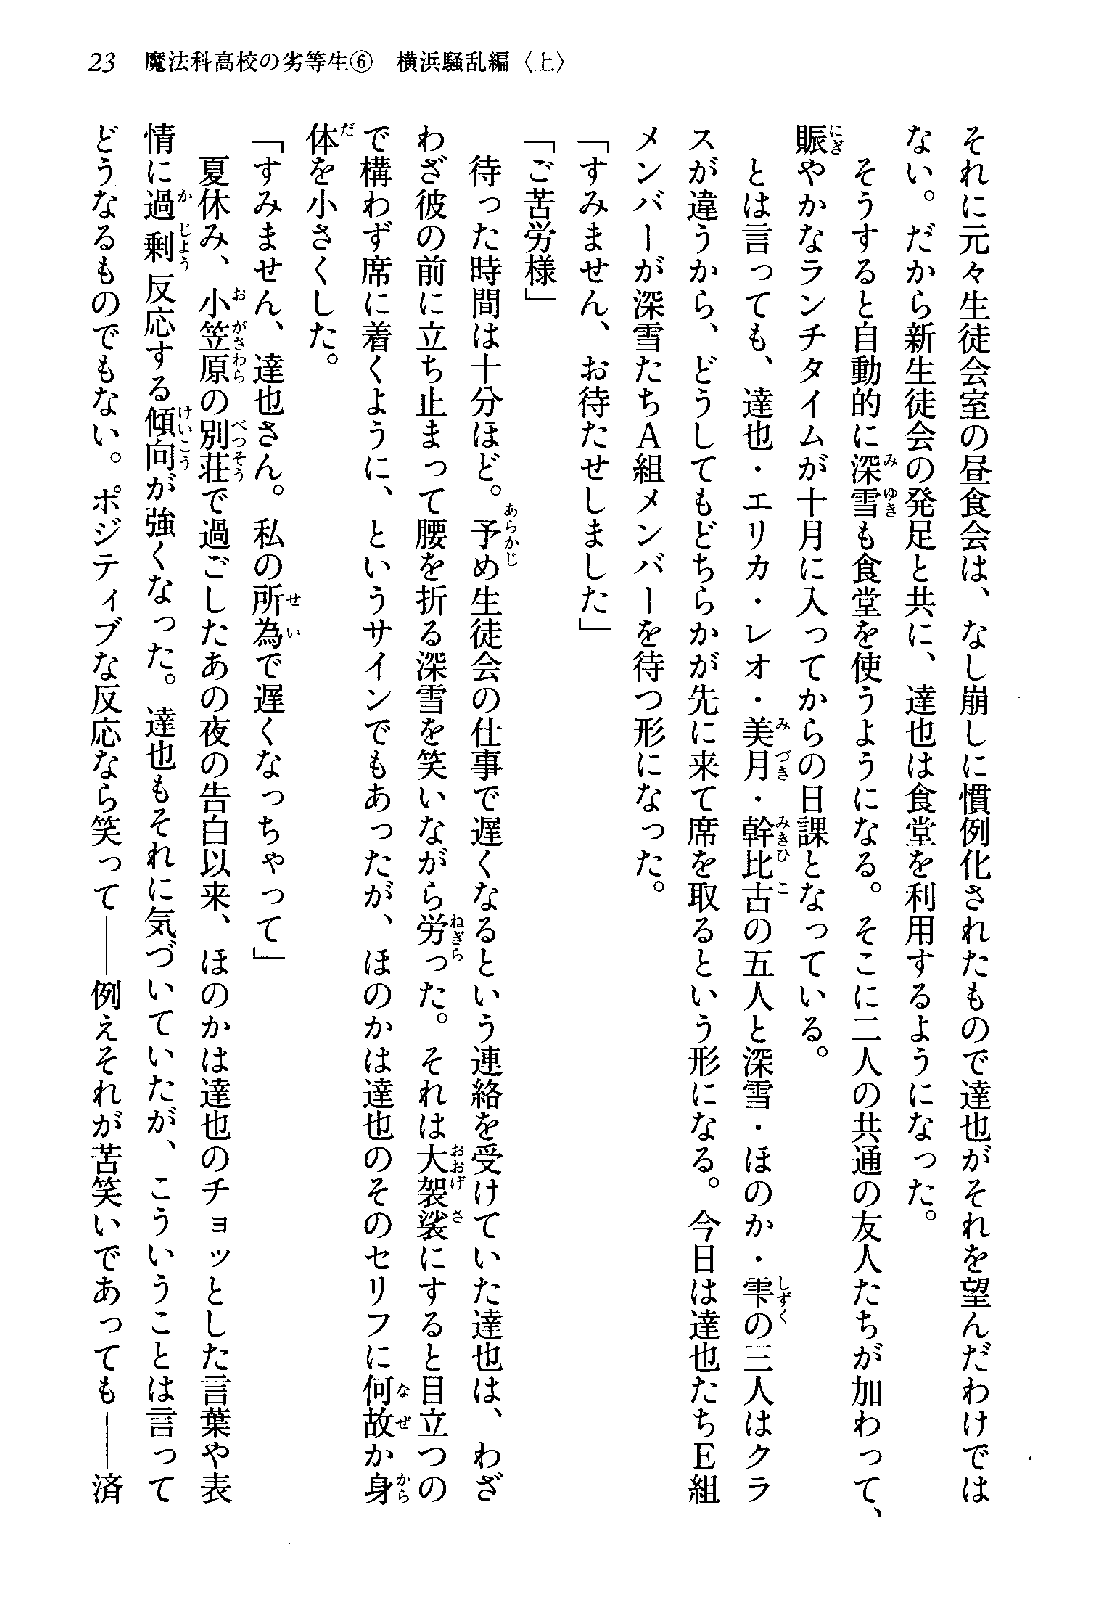 23 魔法科高校の劣等生⑥ 横浜騒乱編〈上〉
それに元々生徒会室の昼食会は、なし崩しに慣例化されたもので達也がそれを望んだわけでは
ない。だから新生徒会の発足と共に、達也は食堂を利用するようになった。
　そうすると自動的に深雪も食堂を使うようになる。そこに二人の共通の友人たちが加わって、
賑やかなランチタイムが十月に入ってからの日課となっている。
　とは言っても、達也・エリカ・レオ・美月・幹比古の五人と深雪・ほのか・雫の三人はクラ
スが違うから、どうしてもどちらかが先に来て席を取るという形になる。今日は達也たちＥ組
メンバーが深雪たちＡ組メンバーを待つ形になった。
「すみません、お待たせしました」
「ご苦労様」
　待った時間は十分ほど。予め生徒会の仕事で遅くなるという連絡を受けていた達也は、わざ
わざ彼の前に立ち止まって腰を折る深雪を笑いながら労った。それは大袈裟にすると目立つの
で構わず席に着くように、というサインでもあったが、ほのかは達也のそのセリフに何故か身
体を小さくした。
「すみません、達也さん。私の所為で遅くなっちゃって」
　夏休み、小笠原の別荘で過ごしたあの夜の告白以来、ほのかは達也のチョッとした言葉や表
情に過剰反応する傾向が強くなった。達也もそれに気づいていたが、こういうことは言って
どうなるものでもない。ポジティブな反応なら笑って――例えそれが苦笑いであっても――済